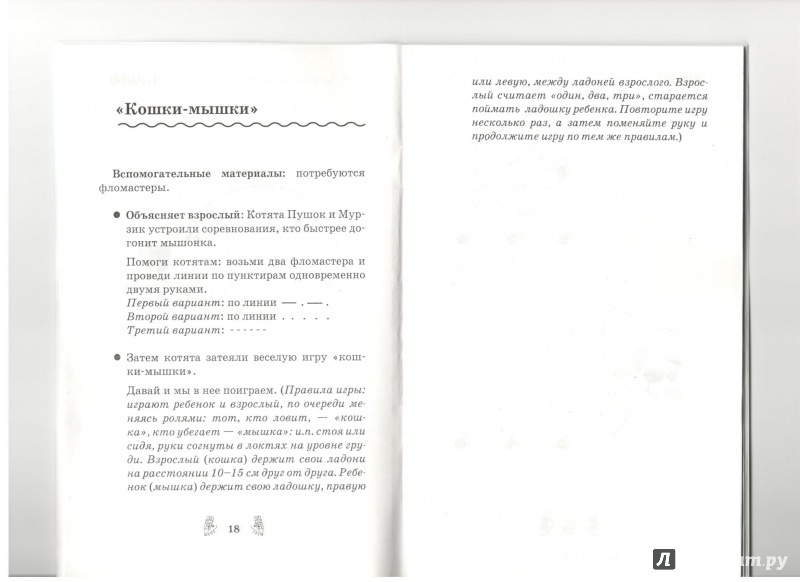 «Кошки-мышки»
Вспомогательные материалы: потребуются
фломастеры.
● Объясняет взрослый: Котята Пушок и Мур-
зик устроили соревнования, кто быстрее до-
гонит мышонка.
Помоги котятам: возьми два фломастера и
проведи линии по пунктирам одновременно
двумя руками.
Первый вариант: по линии — . — .
Второй вариант: по линии . . . . .
Третий вариант: - - - - - -
● Затем котята затеяли веселую игру «кош-
ки-мышки».
Давай и мы в нее поиграем. (Правила игры:
играют ребенок и взрослый, по очереди ме-
няясь ролями: тот, кто ловит, — «кош-
ка», кто убегает — «мышка»: и.п. стоя или
сидя, руки согнуты в локтях на уровне гру-
ди. Взрослый (кошка) держит свои ладони
на расстоянии 10–15 см друг от друга. Ребе-
нок (мышка) держит свою ладошку, правую
18
или левую, между ладоней взрослого. Взрос-
лый считает «один, два, три», старается
поймать ладошку ребенка. Повторите игру
несколько раз, а затем поменяйте руку и
продолжите игру по тем же правилам.)